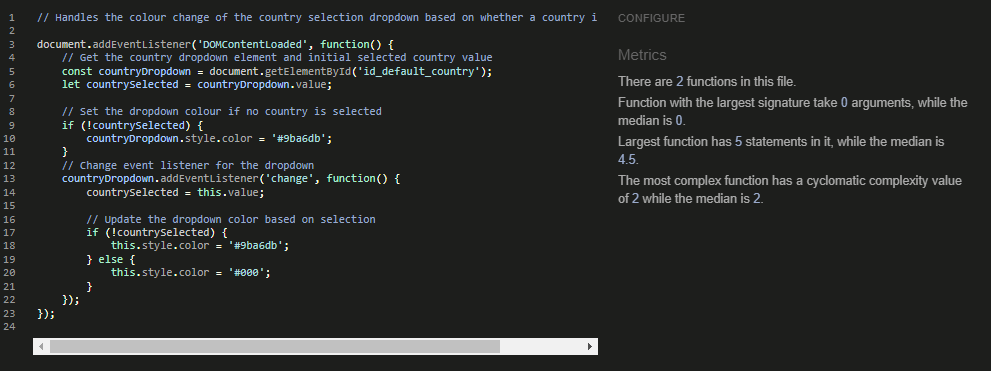 1 // Handles the colour change of the country selection dropdown based on whether a country i
2
3 document.addEventListener('DOMContentLoaded', function() {
4     // Get the country dropdown element and initial selected country value
5     const countryDropdown = document.getElementById('id_default_country');
6     let countrySelected = countryDropdown.value;
7
8     // Set the dropdown colour if no country is selected
9     if (!countrySelected) {
10         countryDropdown.style.color = '#9ba6db';
11     }
12     // Change event listener for the dropdown
13     countryDropdown.addEventListener('change', function() {
14         countrySelected = this.value;
15
16         // Update the dropdown color based on selection
17         if (!countrySelected) {
18             this.style.color = '#9ba6db';
19         } else {
20             this.style.color = '#000';
21         }
22     });
23 });
24
CONFIGURE
Metrics
There are 2 functions in this file.
Function with the largest signature take 0 arguments, while the
median is 0.
Largest function has 5 statements in it, while the median is
4.5.
The most complex function has a cyclomatic complexity value
of 2 while the median is 2.